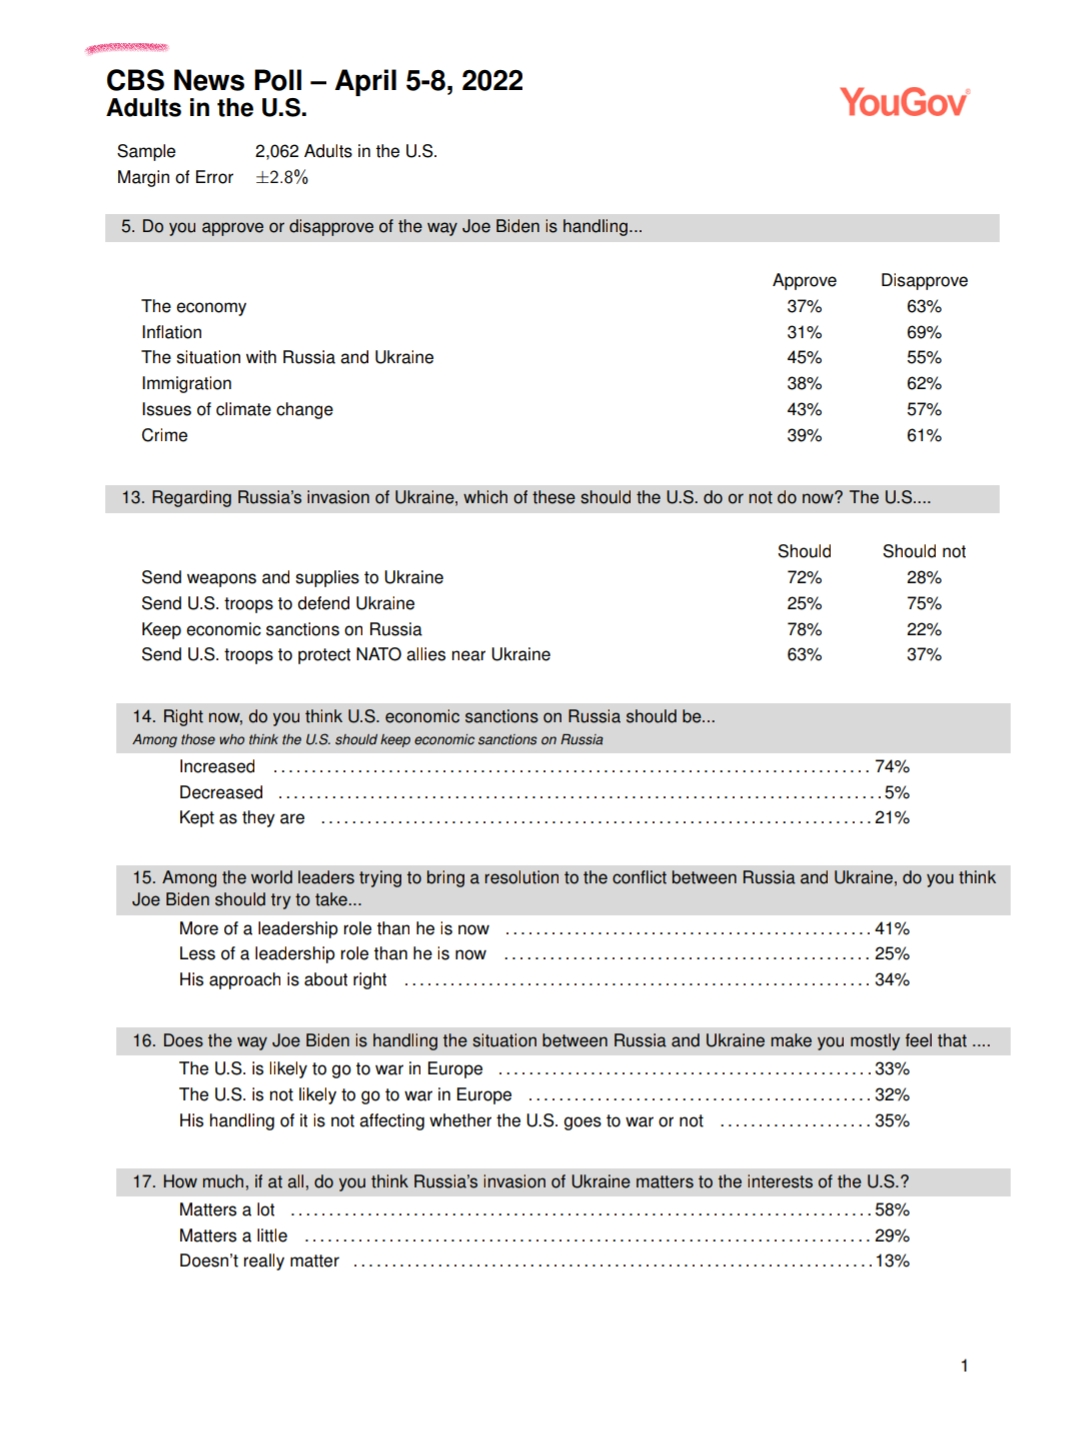 CBS News Poll – April 5-8, 2022
Adults in the U.S.
YouGov®
Sample 2,062 Adults in the U.S.
Margin of Error ±2.8%
5. Do you approve or disapprove of the way Joe Biden is handling...
Approve Disapprove
The economy 37% 63%
Inflation 31% 69%
The situation with Russia and Ukraine 45% 55%
Immigration 38% 62%
Issues of climate change 43% 57%
Crime 39% 61%
13. Regarding Russia's invasion of Ukraine, which of these should the U.S. do or not do now? The U.S....
Should Should not
Send weapons and supplies to Ukraine 72% 28%
Send U.S. troops to defend Ukraine 25% 75%
Keep economic sanctions on Russia 78% 22%
Send U.S. troops to protect NATO allies near Ukraine 63% 37%
14. Right now, do you think U.S. economic sanctions on Russia should be...
Among those who think the U.S. should keep economic sanctions on Russia
Increased 74%
Decreased 5%
Kept as they are 21%
15. Among the world leaders trying to bring a resolution to the conflict between Russia and Ukraine, do you think
Joe Biden should try to take...
More of a leadership role than he is now 41%
Less of a leadership role than he is now 25%
His approach is about right 34%
16. Does the way Joe Biden is handling the situation between Russia and Ukraine make you mostly feel that ....
The U.S. is likely to go to war in Europe 33%
The U.S. is not likely to go to war in Europe 32%
His handling of it is not affecting whether the U.S. goes to war or not 35%
17. How much, if at all, do you think Russia's invasion of Ukraine matters to the interests of the U.S.?
Matters a lot 58%
Matters a little 29%
Doesn't really matter 13%
1